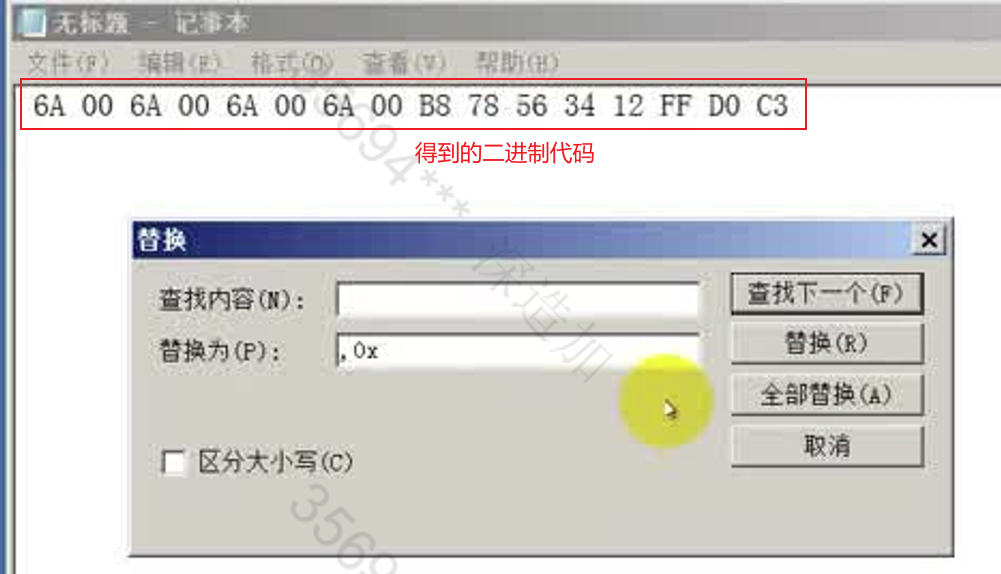 无标题 - 记事本
文件(F) 编辑(E) 格式(O) 查看(V) 帮助(H)
6A 00 6A 00 6A 00 6A 00 B8 78 56 34 12 FF D0 C3
得到的二进制代码
替换
查找内容(N):
查找下一个(F)
替换为(P):
,0x
替换(R)
全部替换(A)
取消
区分大小写(C)
35694***
深造加
3569